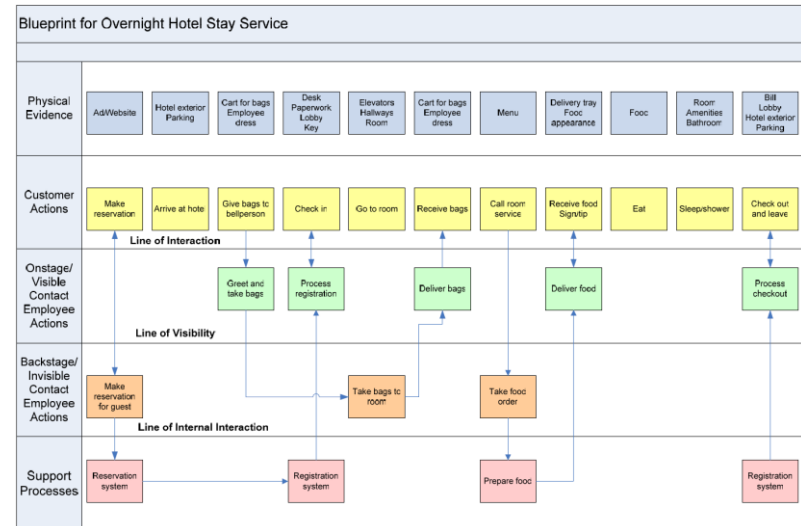 Blueprint for Overnight Hotel Stay Service
Physical
Evidence
Ad/Website
Hotel exterior
Parking
Cart for bags
Employee
dress
Desk
Paperwork
Lobby
Key
Elevators
Hallways
Room
Cart for bags
Employee
dress
Menu
Delivery tray
Fooc
appearance
Fooc
Room
Amenities
Bathroom
Bill
Lobby
Hotel exterior
Parking
Customer
Actions
Make
reservation
Arrive at hote
Give bags to
bellperson
Check in
Go to room
Receive bags
Call room
service
Receive food
Sign/tip
Eat
Sleep/shower
Check out
and leave
Line of Interaction
Onstage/
Visible
Contact
Employee
Actions
Greet and
take bags
Process
registration
Deliver bags
Deliver food
Process
checkout
Line of Visibility
Backstage/
Invisible
Contact
Employee
Actions
Make
reservation
for guest
Take bags to
room
Take food
order
Line of Internal Interaction
Support
Processes
Reservation
system
Registration
system
Prepare food
Registration
system